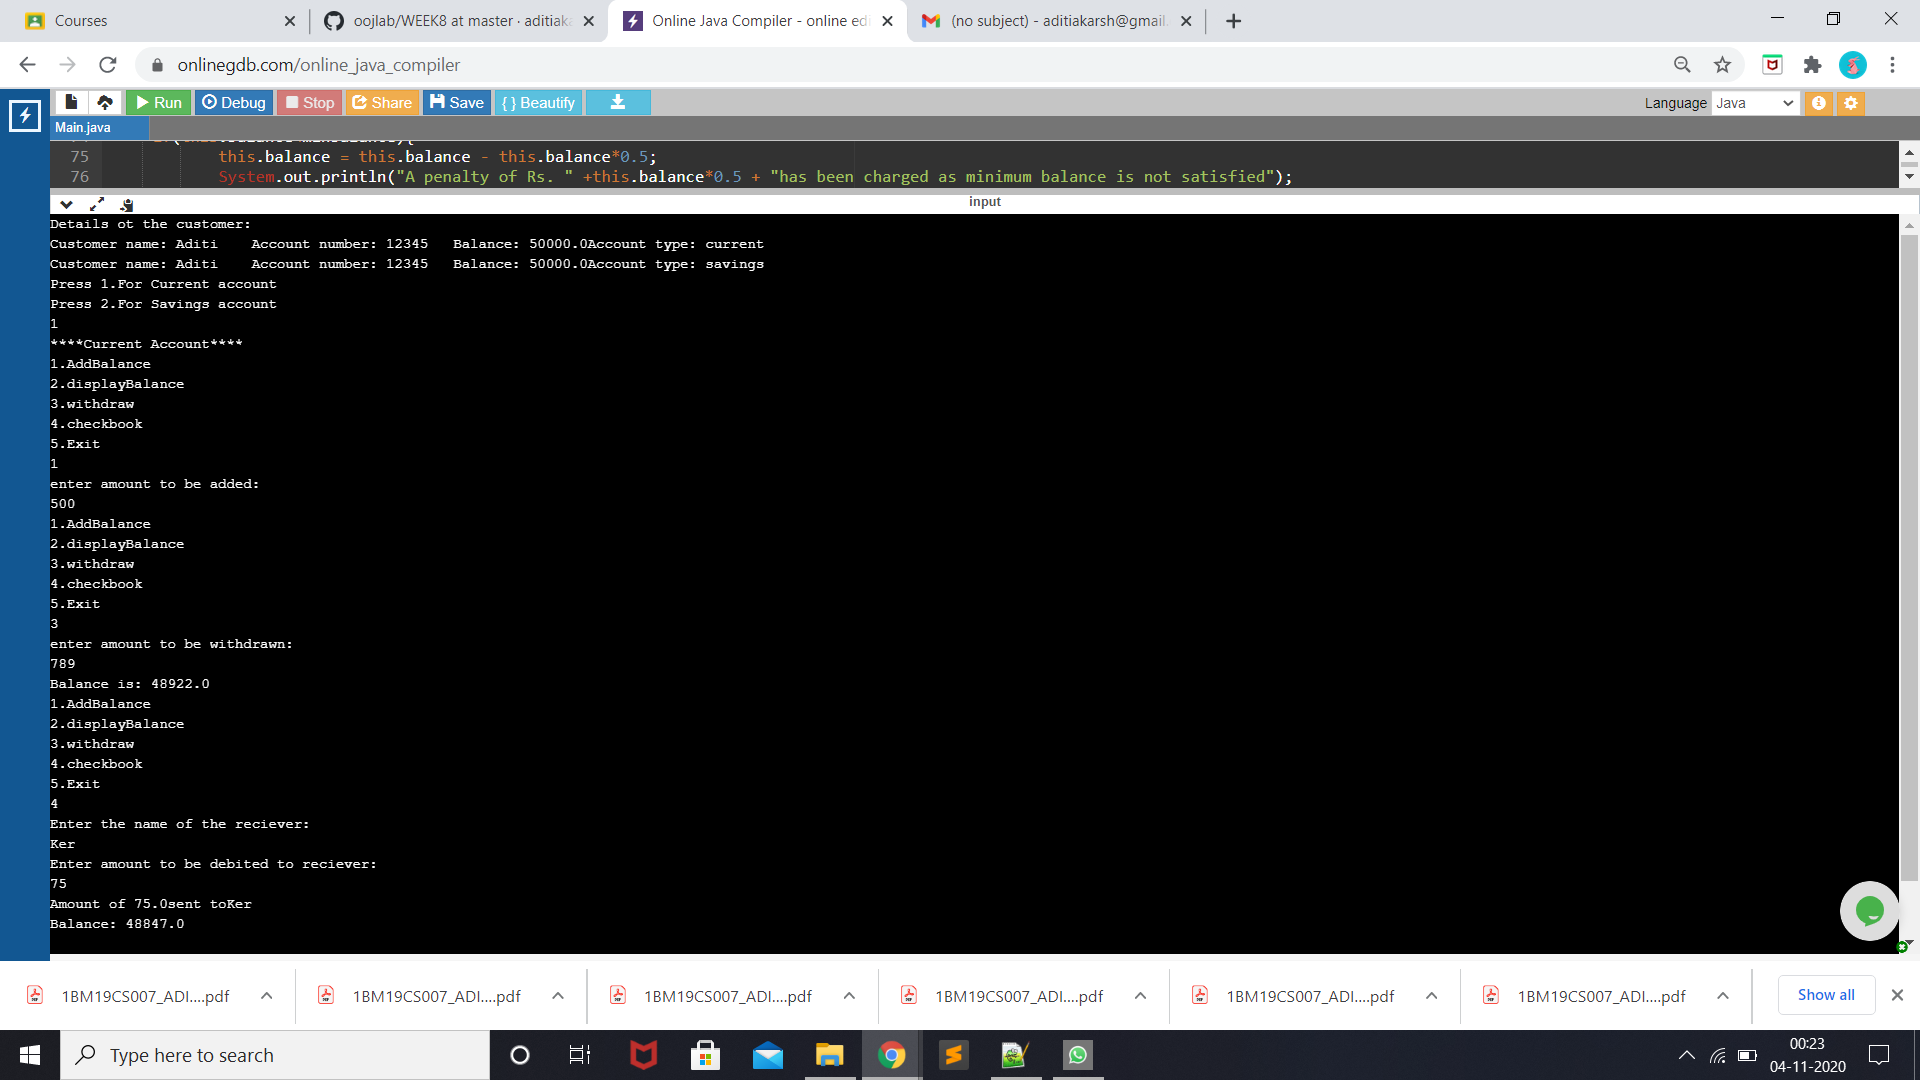 Courses
oojlab/WEEK8 at master · aditiaka
Online Java Compiler - online edi
(no subject) - aditiakarsh@gmail.
onlinegdb.com/online_java_compiler
Run Debug Stop Share Save { } Beautify
Language Java
Main.java
75 this.balance = this.balance - this.balance*0.5;
76 System.out.println("A penalty of Rs. " +this.balance*0.5 + "has been charged as minimum balance is not satisfied");
input
Details of the customer:
Customer name: Aditi Account number: 12345 Balance: 50000.0Account type: current
Customer name: Aditi Account number: 12345 Balance: 50000.0Account type: savings
Press 1.For Current account
Press 2.For Savings account
1
****Current Account****
1.AddBalance
2.displayBalance
3.withdraw
4.checkbook
5.Exit
1
enter amount to be added:
500
1.AddBalance
2.displayBalance
3.withdraw
4.checkbook
5.Exit
3
enter amount to be withdrawn:
789
Balance is: 48922.0
1.AddBalance
2.displayBalance
3.withdraw
4.checkbook
5.Exit
4
Enter the name of the reciever:
Ker
Enter amount to be debited to reciever:
75
Amount of 75.0sent toKer
Balance: 48847.0
1BM19CS007_ADI....pdf
1BM19CS007_ADI....pdf
1BM19CS007_ADI....pdf
1BM19CS007_ADI....pdf
1BM19CS007_ADI....pdf
1BM19CS007_ADI....pdf
Show all
Type here to search
00:23
04-11-2020